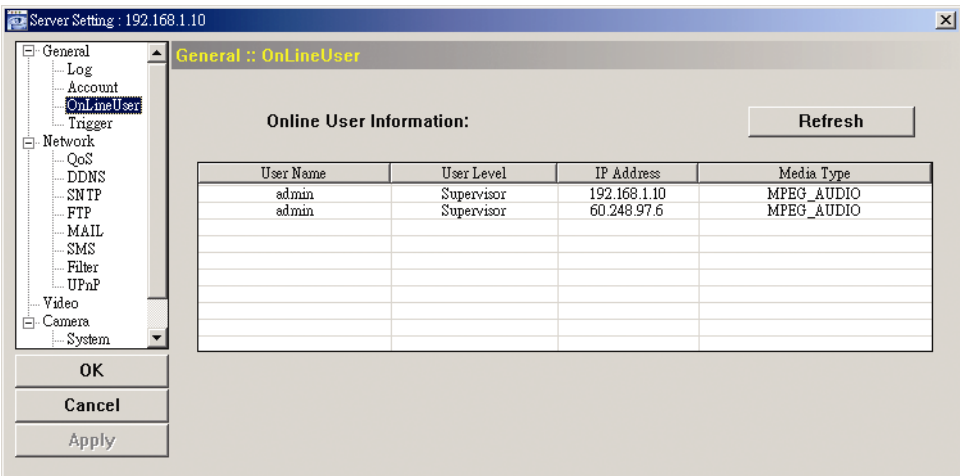 Server Setting : 192.168.1.10
General
Log
Account
OnLineUser
Trigger
Network
QoS
DDNS
SNTP
FTP
MAIL
SMS
Filter
UPnP
Video
Camera
System
OK
Cancel
Apply
General :: OnLineUser
Online User Information:
Refresh
User Name User Level IP Address Media Type
admin Supervisor 192.168.1.10 MPEG_AUDIO
admin Supervisor 60.248.97.6 MPEG_AUDIO